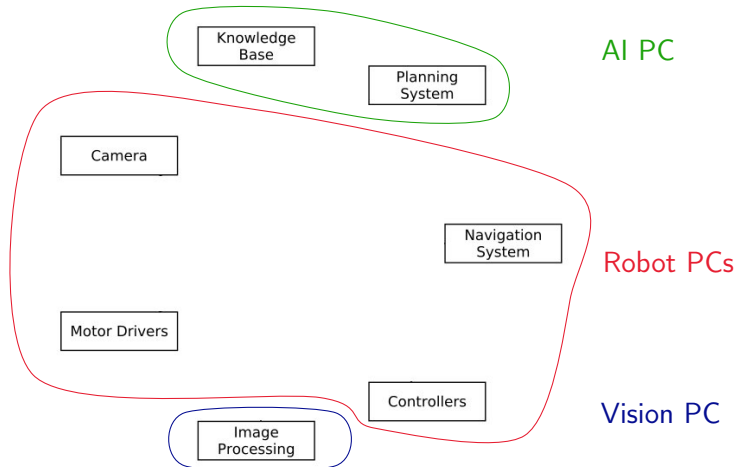 Knowledge
Base
AI PC
Planning
System
Camera
Navigation
System
Robot PCs
Motor Drivers
Controllers
Vision PC
Image
Processing